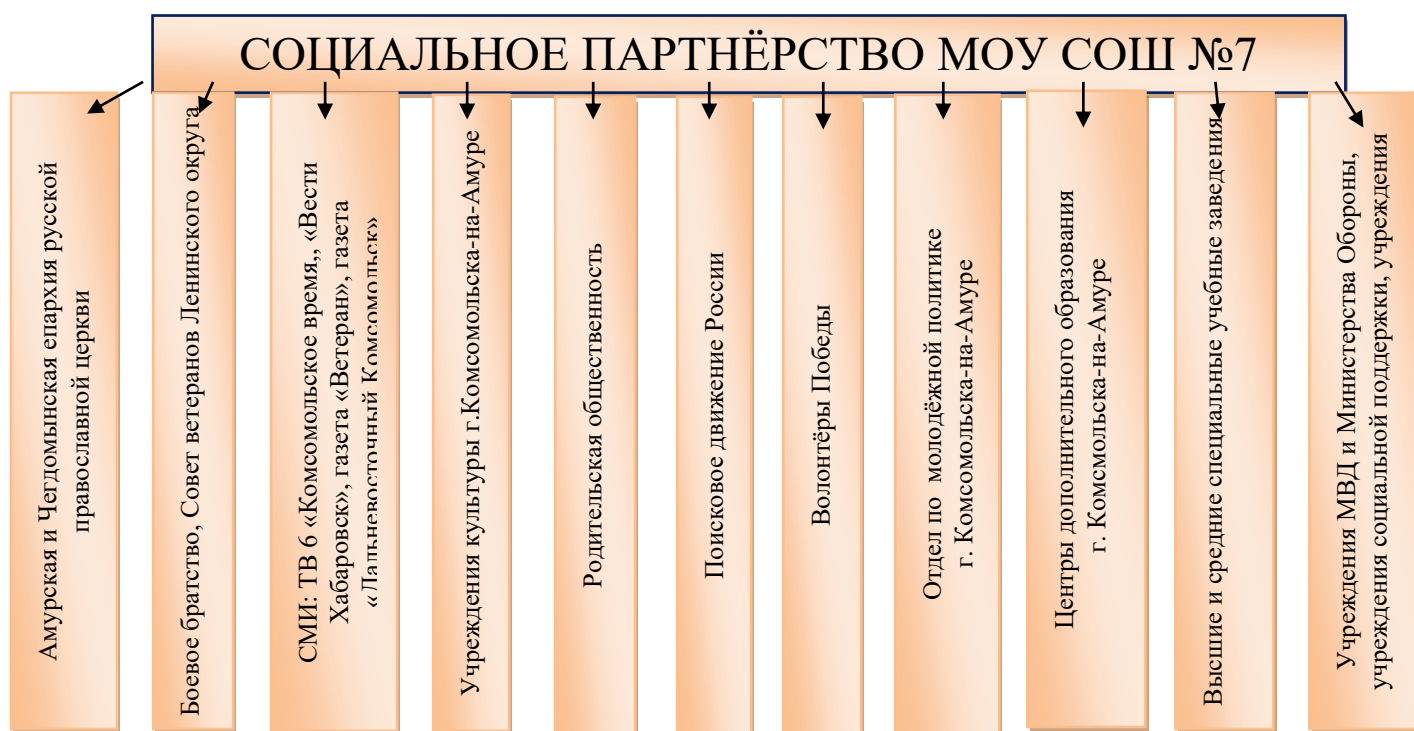 СОЦИАЛЬНОЕ ПАРТНЁРСТВО МОУ СОШ №7
Амурская и Чегдомынская епархия русской
православной церкви
Боевое братство, Совет ветеранов Ленинского округа
СМИ: ТВ 6 «Комсомольское время,, «Вести
Хабаровск», газета «Ветеран», газета
«Дальневосточный Комсомольск»
Учреждения культуры г.Комсомольска-на-Амуре
Родительская общественность
Поисковое движение России
Волонтёры Победы
Отдел по молодёжной политике
г. Комсомольска-на-Амуре
Центры дополнительного образования
г. Комсмольска-на-Амуре
Высшие и средние специальные учебные заведения
Учреждения МВД и Министерства Обороны,
учреждения социальной поддержки, учреждения